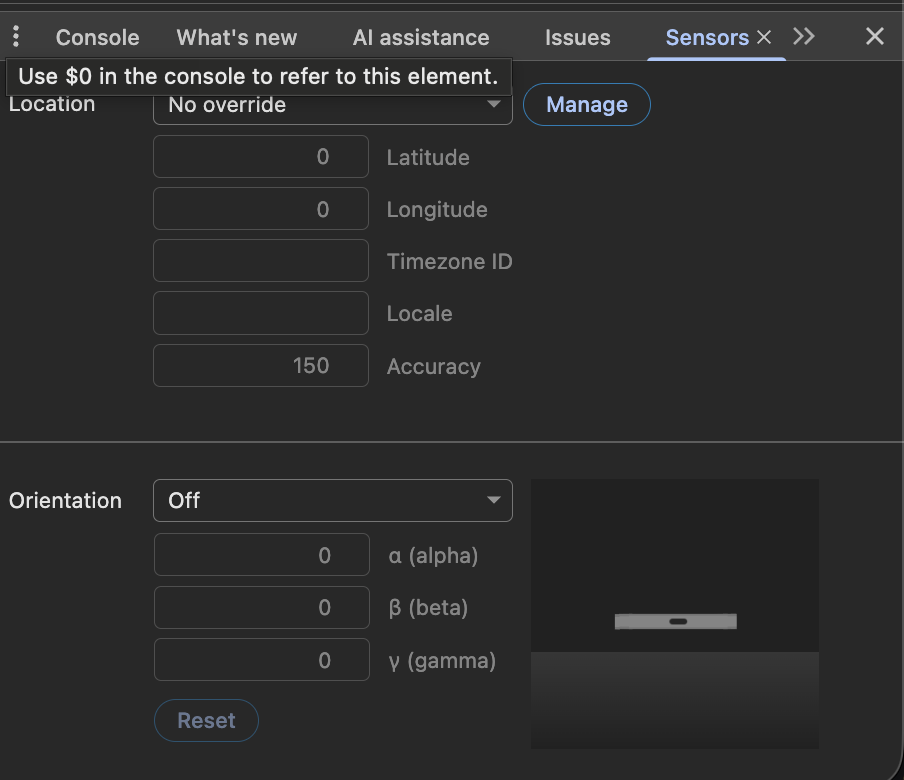 Console What's new AI assistance Issues Sensors
Use $0 in the console to refer to this element.
Location No override Manage
0 Latitude
0 Longitude
Timezone ID
Locale
150 Accuracy
Orientation Off
0 α (alpha)
0 β (beta)
0 γ (gamma)
Reset